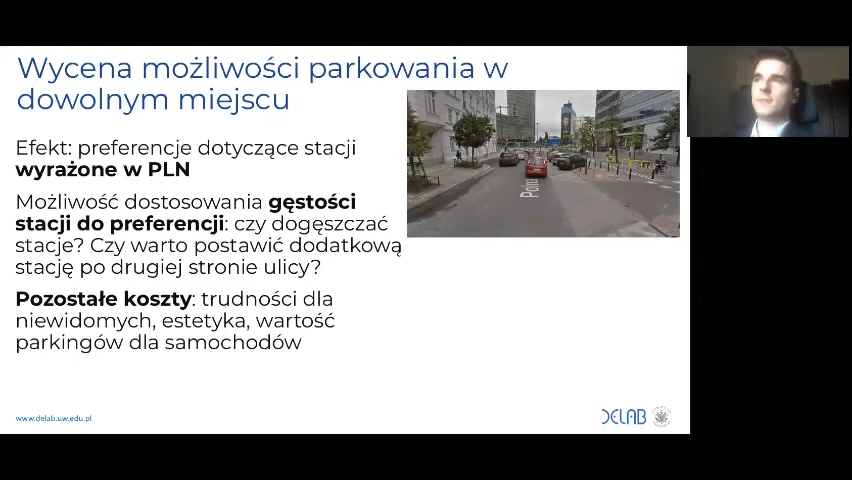 Wycena możliwości parkowania w
dowolnym miejscu
Efekt: preferencje dotyczące stacji
wyrażone w PLN
Możliwość dostosowania gęstości
stacji do preferencji: czy dogęszczać
stacje? Czy warto postawić dodatkową
stację po drugiej stronie ulicy?
Pozostałe koszty: trudności dla
niewidomych, estetyka, wartość
parkingów dla samochodów
www.delab.uw.edu.pl
DELAB